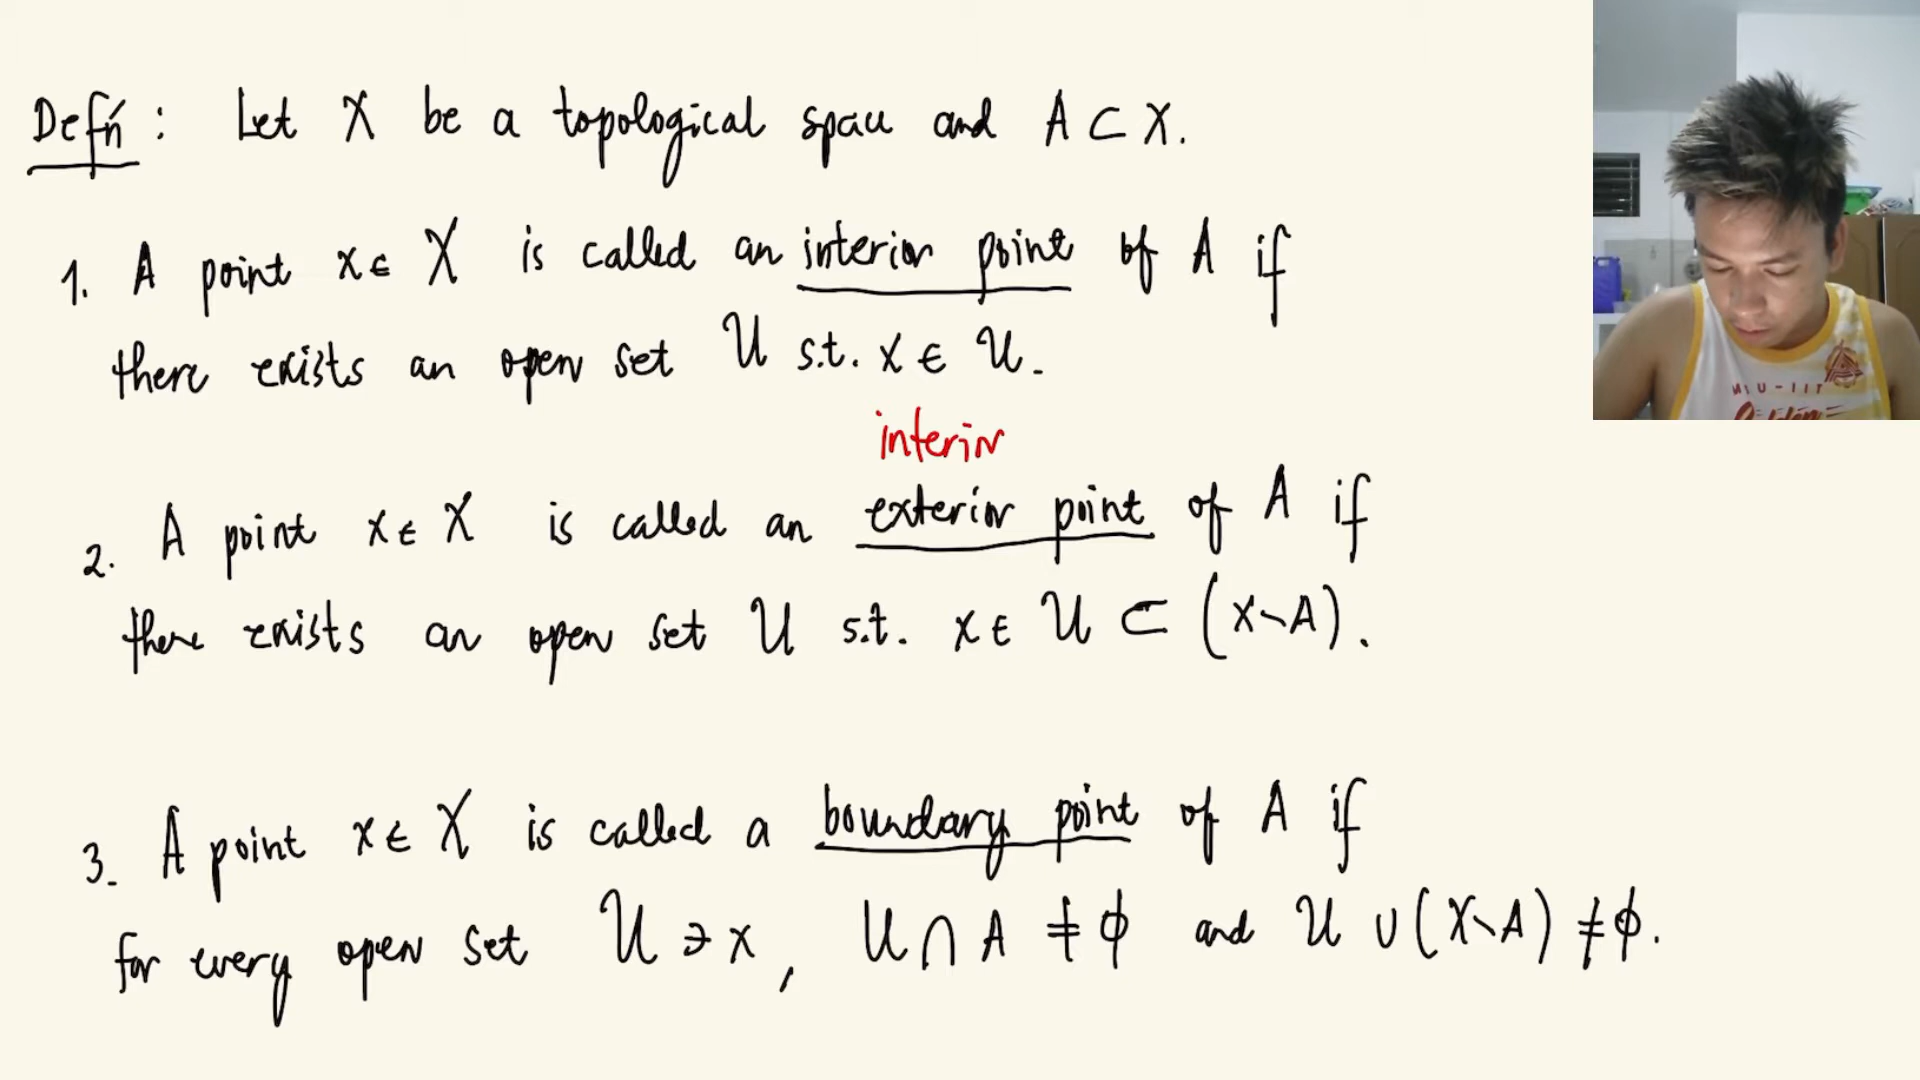 Defń: Let X be a topological space and A ⊂ X.
1. A point x ∈ X is called an interior point of A if
there exists an open set U s.t. x ∈ U.
interior
2. A point x ∈ X is called an exterior point of A if
there exists an open set U s.t. x ∈ U ⊂ (X∖A).
3. A point x ∈ X is called a boundary point of A if
for every open set U ∋ x, U ∩ A ≠ ϕ and U ∪ (X∖A) ≠ ϕ.